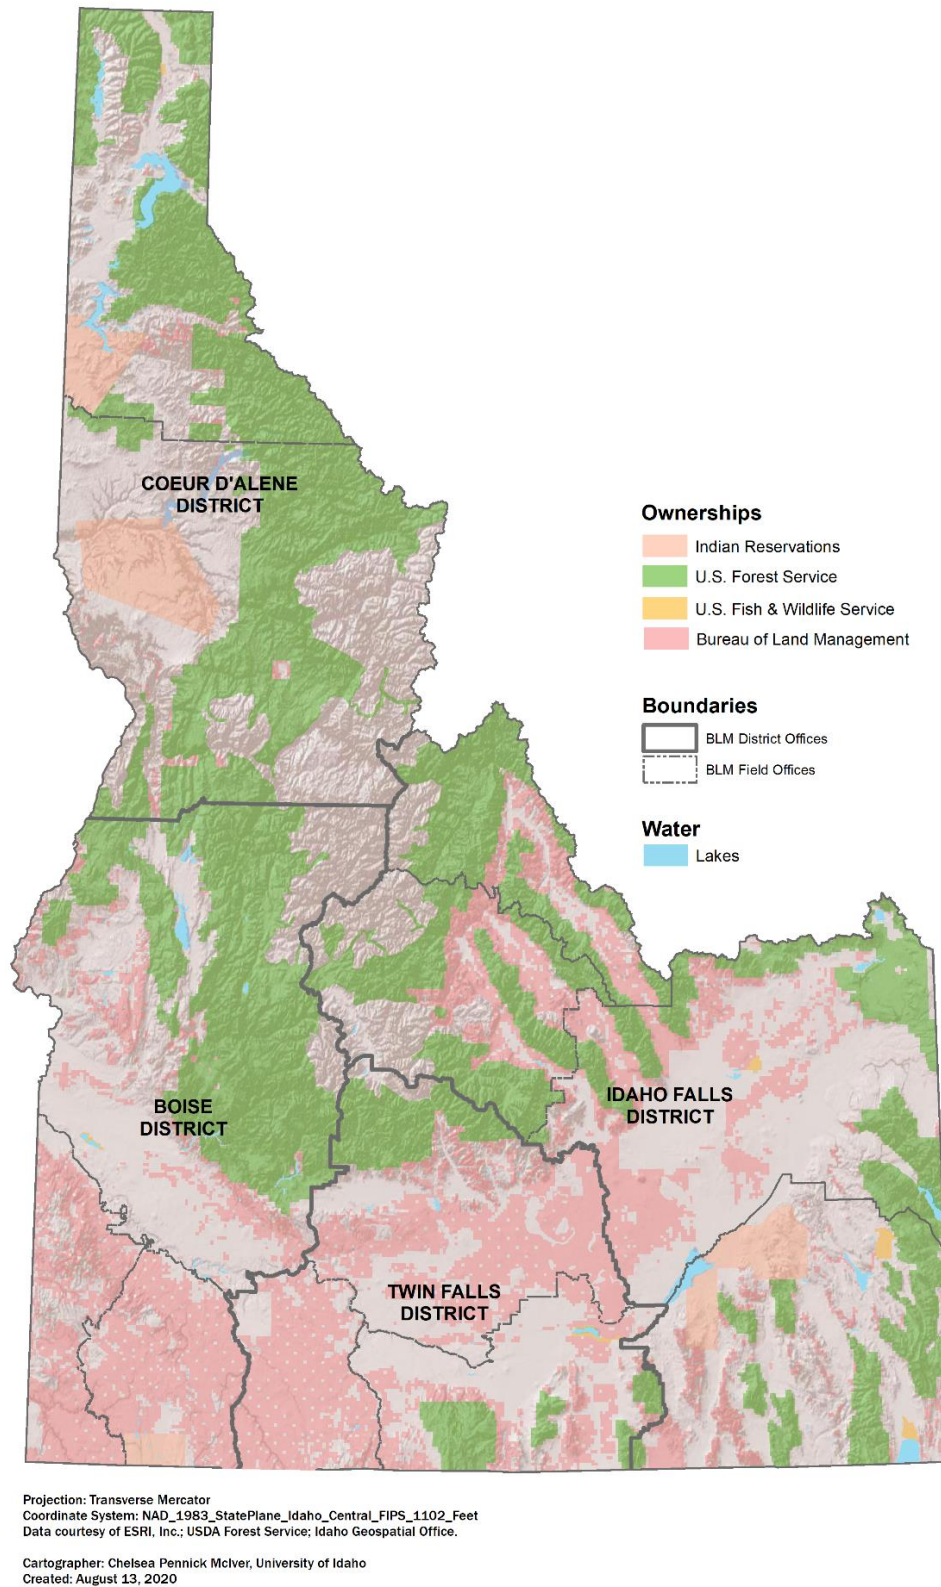 COEUR D'ALENE
DISTRICT
Ownerships
Indian Reservations
U.S. Forest Service
U.S. Fish & Wildlife Service
Bureau of Land Management
Boundaries
BLM District Offices
BLM Field Offices
Water
Lakes
BOISE
DISTRICT
IDAHO FALLS
DISTRICT
TWIN FALLS
DISTRICT
Projection: Transverse Mercator
Coordinate System: NAD_1983_StatePlane_Idaho_Central_FIPS_1102_Feet
Data courtesy of ESRI, Inc.; USDA Forest Service; Idaho Geospatial Office.
Cartographer: Chelsea Pennick McIver, University of Idaho
Created: August 13, 2020